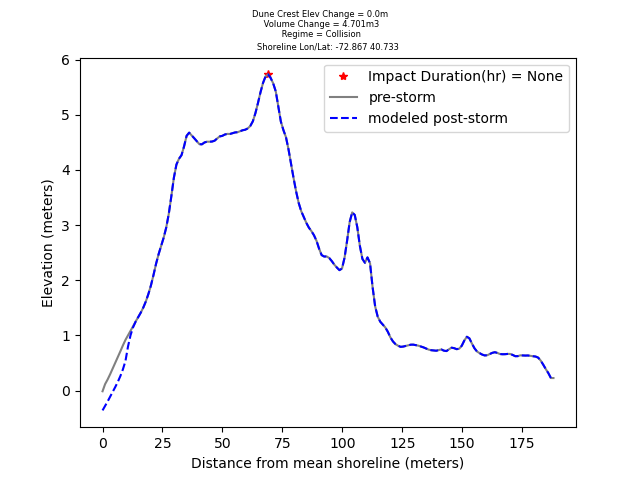 Dune Crest Elev Change = 0.0m
Volume Change = 4.701m3
Regime = Collision
Shoreline Lon/Lat: -72.867 40.733
Impact Duration(hr) = None
pre-storm
modeled post-storm
6
5
4
3
2
1
0
Elevation (meters)
0 25 50 75 100 125 150 175
Distance from mean shoreline (meters)